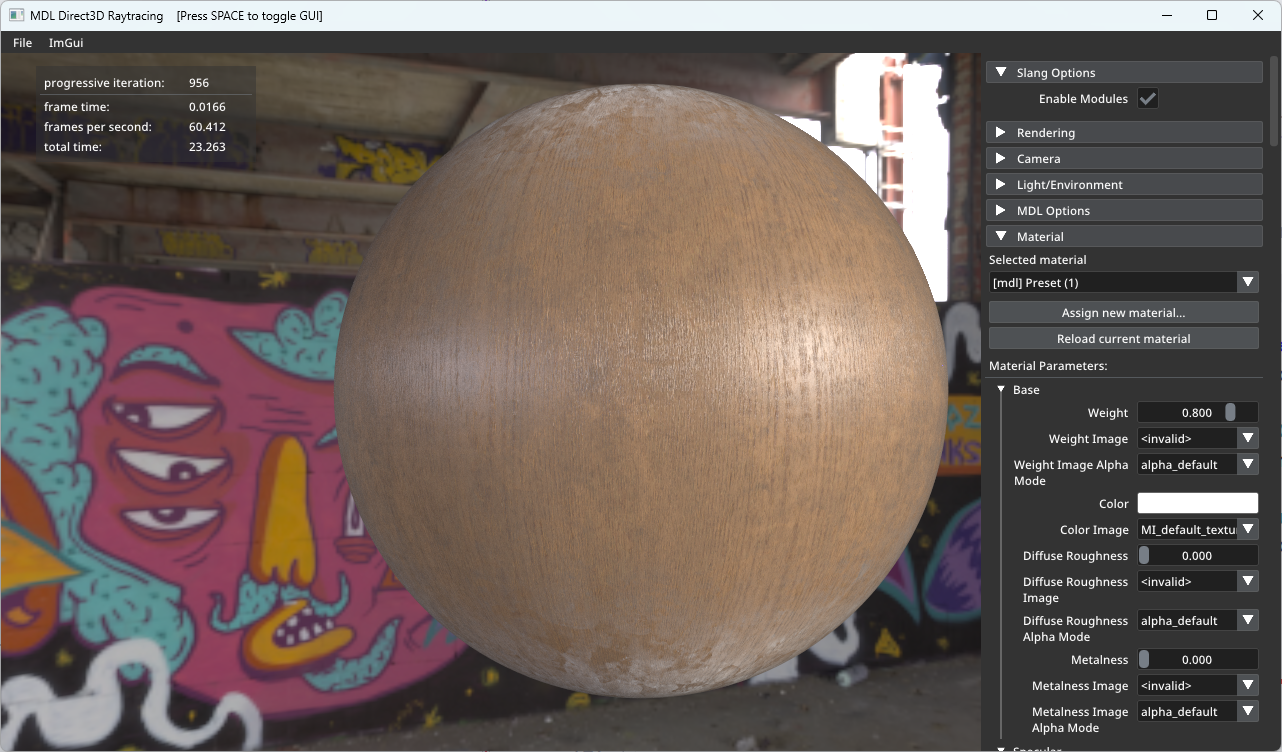 MDL Direct3D Raytracing [Press SPACE to toggle GUI]
File ImGui
progressive iteration: 956
frame time: 0.0166
frames per second: 60.412
total time: 23.263
Slang Options
Enable Modules
Rendering
Camera
Light/Environment
MDL Options
Material
Selected material
[mdl] Preset (1)
Assign new material...
Reload current material
Material Parameters:
Base
Weight 0.800
Weight Image <invalid>
Weight Image Alpha Mode alpha_default
Color
Color Image MI_default_textu
Diffuse Roughness 0.000
Diffuse Roughness Image <invalid>
Diffuse Roughness Alpha Mode alpha_default
Metalness 0.000
Metalness Image <invalid>
Metalness Image Alpha Mode alpha_default